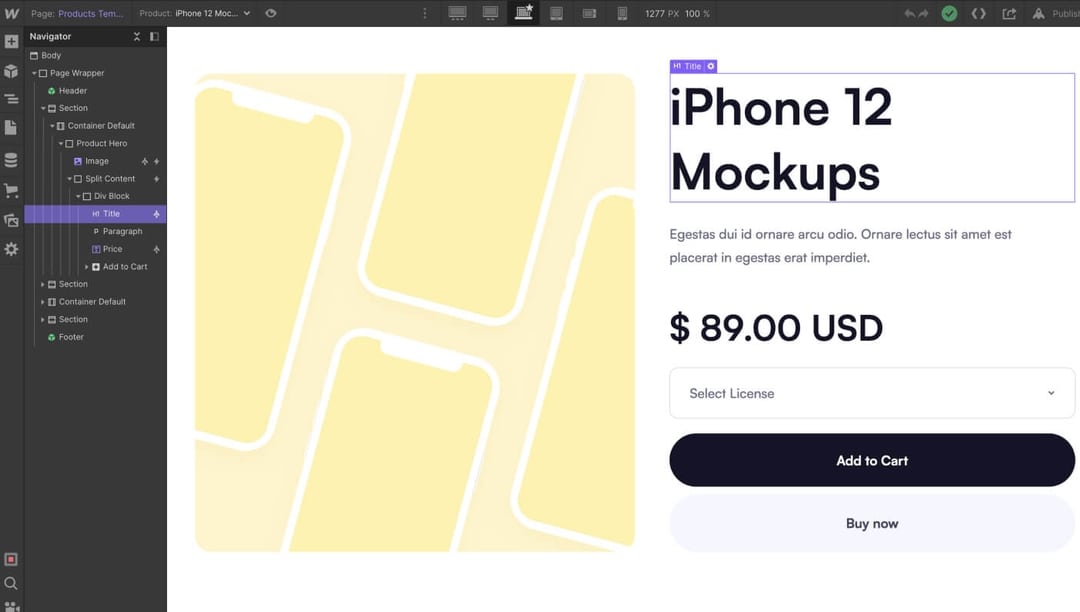 Page: Products Tem...
Product: iPhone 12 Moc...
1277 PX 100 %
Publish
Navigator
Body
Page Wrapper
Header
Section
Container Default
Product Hero
Image
Split Content
Div Block
H1 Title
P Paragraph
Price
Add to Cart
Section
Container Default
Section
Footer
H1 Title
iPhone 12
Mockups
Egestas dui id ornare arcu odio. Ornare lectus sit amet est
placerat in egestas erat imperdiet.
$ 89.00 USD
Select License
Add to Cart
Buy now